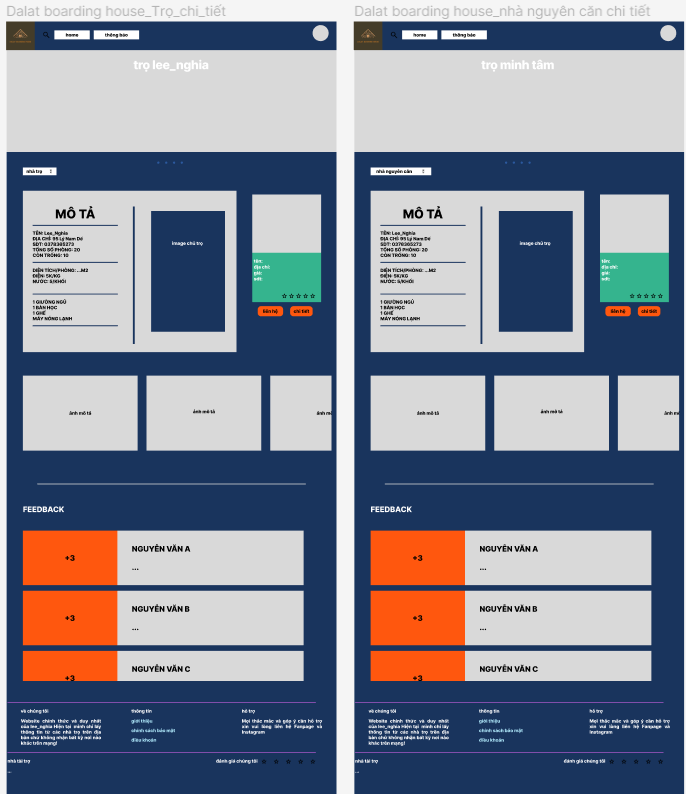 Dalat boarding house_Trọ_chi_tiết
home
thông báo
trọ lee_nghia
nhà trọ
MÔ TẢ
TÊN: Lee_Nghia
ĐỊA CHỈ: 95 Lý Nam Đế
SDT: 0378365273
TỔNG SỐ PHÒNG: 20
CÒN TRỐNG: 10
DIỆN TÍCH/PHÒNG: ...M2
ĐIỆN: 5K/KG
NƯỚC: 5/KHỐI
1 GIƯỜNG NGỦ
1 BÀN HỌC
1 GHẾ
MÁY NÓNG LẠNH
image chủ trọ
tên:
địa chỉ:
giá:
sdt:
liên hệ
chi tiết
ảnh mô tả
ảnh mô tả
ảnh mô
FEEDBACK
+3
NGUYỄN VĂN A
...
+3
NGUYỄN VĂN B
...
+3
NGUYỄN VĂN C
về chúng tôi
Website chính thức và duy nhất
của lee_nghia Hiện tại mình chỉ lấy
thông tin từ các nhà trọ trên địa
bàn chứ không nhận bất kỳ nơi nào
khác trên mạng!
thông tin
giới thiệu
chính sách bảo mật
điều khoản
hỗ trợ
Mọi thắc mắc và góp ý cần hỗ trợ
xin vui lòng liên hệ Fanpage và
Instagram
nhà tài trợ
...
đánh giá chúng tôi
Dalat boarding house_nhà nguyên căn chi tiết
home
thông báo
trọ minh tâm
nhà nguyên căn
MÔ TẢ
TÊN: Lee_Nghia
ĐỊA CHỈ: 95 Lý Nam Đế
SDT: 0378365273
TỔNG SỐ PHÒNG: 20
CÒN TRỐNG: 10
DIỆN TÍCH/PHÒNG: ...M2
ĐIỆN: 5K/KG
NƯỚC: 5/KHỐI
1 GIƯỜNG NGỦ
1 BÀN HỌC
1 GHẾ
MÁY NÓNG LẠNH
image chủ trọ
tên:
địa chỉ:
giá:
sdt:
liên hệ
chi tiết
ảnh mô tả
ảnh mô tả
ảnh mô
FEEDBACK
+3
NGUYỄN VĂN A
...
+3
NGUYỄN VĂN B
...
+3
NGUYỄN VĂN C
về chúng tôi
Website chính thức và duy nhất
của lee_nghia Hiện tại mình chỉ lấy
thông tin từ các nhà trọ trên địa
bàn chứ không nhận bất kỳ nơi nào
khác trên mạng!
thông tin
giới thiệu
chính sách bảo mật
điều khoản
hỗ trợ
Mọi thắc mắc và góp ý cần hỗ trợ
xin vui lòng liên hệ Fanpage và
Instagram
nhà tài trợ
...
đánh giá chúng tôi